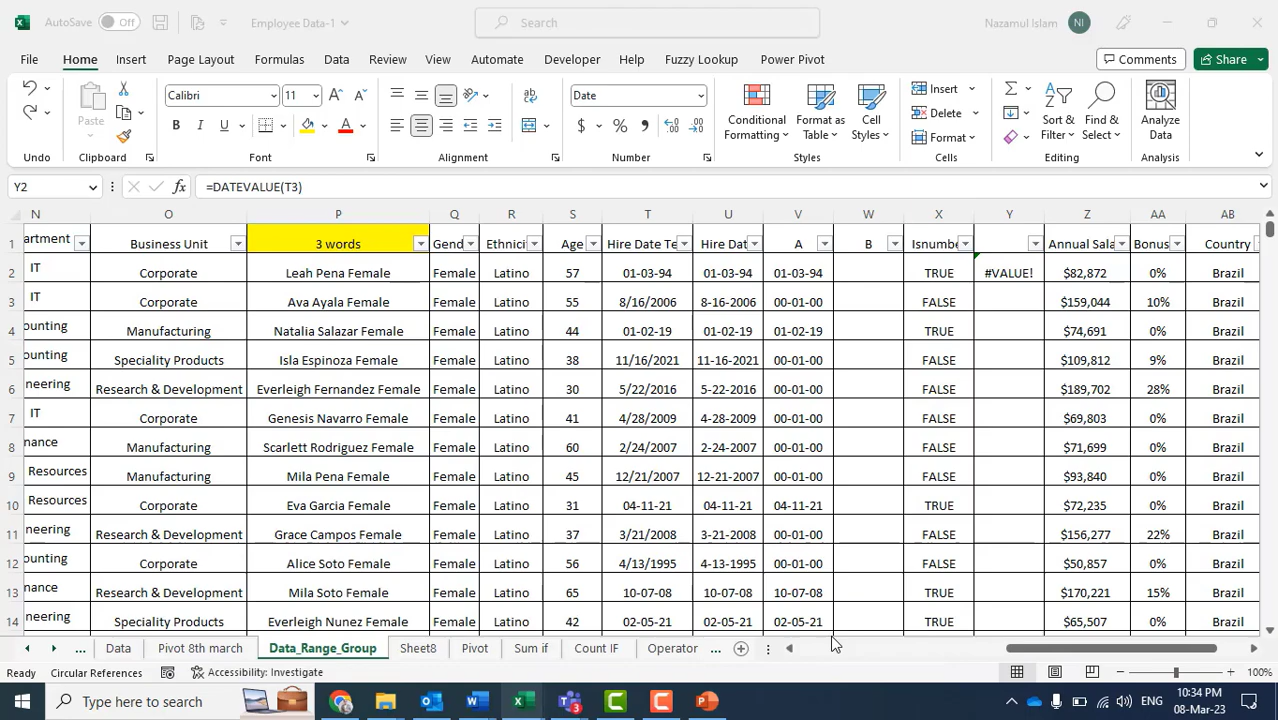 AutoSave Off Employee Data-1 Search Nazamul Islam NI
File Home Insert Page Layout Formulas Data Review View Automate Developer Help Fuzzy Lookup Power Pivot Comments Share
Calibri 11 Date Insert
Paste Delete
B I U A $ % Conditional Formatting Format as Table Cell Styles Format Sort & Filter Find & Select Analyze Data
Undo Clipboard Font Alignment Number Styles Cells Editing Analysis
Y2 =DATEVALUE(T3)
N O P Q R S T U V W X Y Z AA AB
1 artment Business Unit 3 words Gend Ethnici Age Hire Date Te Hire Dat A B Isnumbe Annual Sala Bonus Country
2 IT Corporate Leah Pena Female Female Latino 57 01-03-94 01-03-94 01-03-94 TRUE #VALUE! $82,872 0% Brazil
3 IT Corporate Ava Ayala Female Female Latino 55 8/16/2006 8-16-2006 00-01-00 FALSE $159,044 10% Brazil
4 ounting Manufacturing Natalia Salazar Female Female Latino 44 01-02-19 01-02-19 01-02-19 TRUE $74,691 0% Brazil
5 ounting Speciality Products Isla Espinoza Female Female Latino 38 11/16/2021 11-16-2021 00-01-00 FALSE $109,812 9% Brazil
6 neering Research & Development Everleigh Fernandez Female Female Latino 30 5/22/2016 5-22-2016 00-01-00 FALSE $189,702 28% Brazil
7 IT Corporate Genesis Navarro Female Female Latino 41 4/28/2009 4-28-2009 00-01-00 FALSE $69,803 0% Brazil
8 nance Manufacturing Scarlett Rodriguez Female Female Latino 60 2/24/2007 2-24-2007 00-01-00 FALSE $71,699 0% Brazil
9 Resources Manufacturing Mila Pena Female Female Latino 45 12/21/2007 12-21-2007 00-01-00 FALSE $93,840 0% Brazil
10 Resources Corporate Eva Garcia Female Female Latino 31 04-11-21 04-11-21 04-11-21 TRUE $72,235 0% Brazil
11 neering Research & Development Grace Campos Female Female Latino 37 3/21/2008 3-21-2008 00-01-00 FALSE $156,277 22% Brazil
12 ounting Corporate Alice Soto Female Female Latino 56 4/13/1995 4-13-1995 00-01-00 FALSE $50,857 0% Brazil
13 nance Research & Development Mila Soto Female Female Latino 65 10-07-08 10-07-08 10-07-08 TRUE $170,221 15% Brazil
14 neering Speciality Products Everleigh Nunez Female Female Latino 42 02-05-21 02-05-21 02-05-21 TRUE $65,507 0% Brazil
... Data Pivot 8th march Data_Range_Group Sheet8 Pivot Sum if Count IF Operator ...
Ready Circular References Accessibility: Investigate 100%
Type here to search ENG 10:34 PM
08-Mar-23